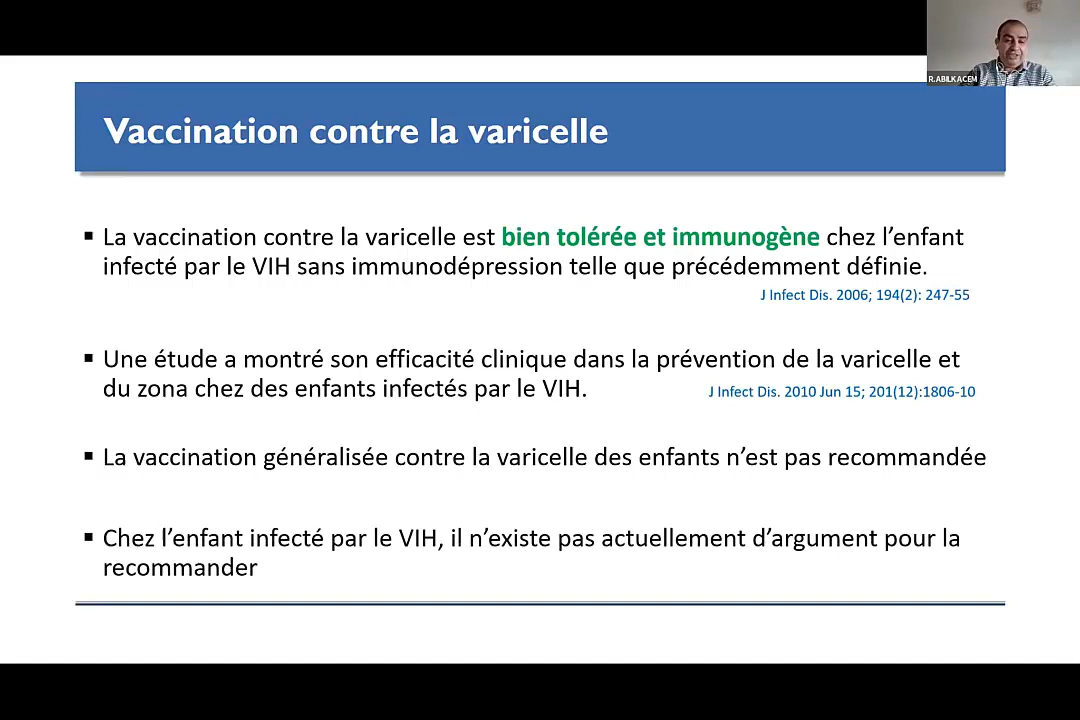 R.ABILKACEM
Vaccination contre la varicelle
▪ La vaccination contre la varicelle est bien tolérée et immunogène chez l’enfant
infecté par le VIH sans immunodépression telle que précédemment définie.
J Infect Dis. 2006; 194(2): 247-55
▪ Une étude a montré son efficacité clinique dans la prévention de la varicelle et
du zona chez des enfants infectés par le VIH.
J Infect Dis. 2010 Jun 15; 201(12):1806-10
▪ La vaccination généralisée contre la varicelle des enfants n’est pas recommandée
▪ Chez l’enfant infecté par le VIH, il n’existe pas actuellement d’argument pour la
recommander